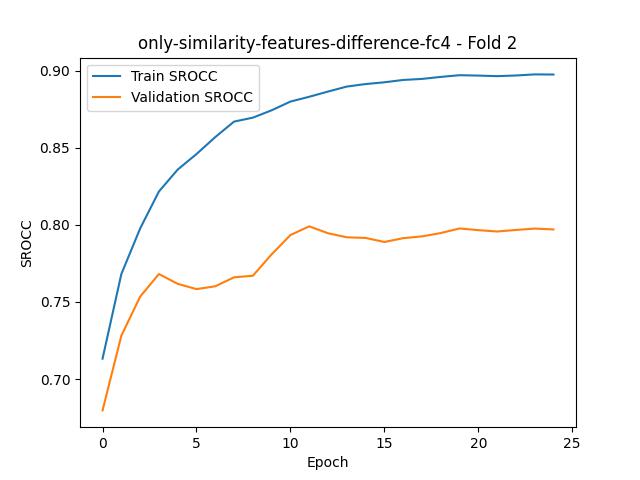 only-similarity-features-difference-fc4 - Fold 2
Train SROCC
Validation SROCC
0.90
0.85
0.80
0.75
0.70
SROCC
0 5 10 15 20 25
Epoch